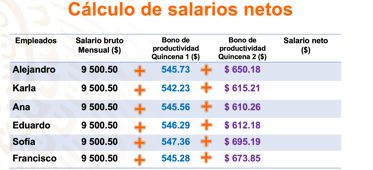 Cálculo de salarios netos
Empleados Salario bruto Mensual ($) Bono de productividad Quincena 1 ($) Bono de productividad Quincena 2 ($) Salario neto ($)
Alejandro 9 500.50 + 545.73 + $ 650.18
Karla 9 500.50 + 542.23 + $ 615.21
Ana 9 500.50 + 545.56 + $ 610.26
Eduardo 9 500.50 + 546.29 + $ 612.18
Sofía 9 500.50 + 547.36 + $ 695.19
Francisco 9 500.50 + 545.28 + $ 673.85